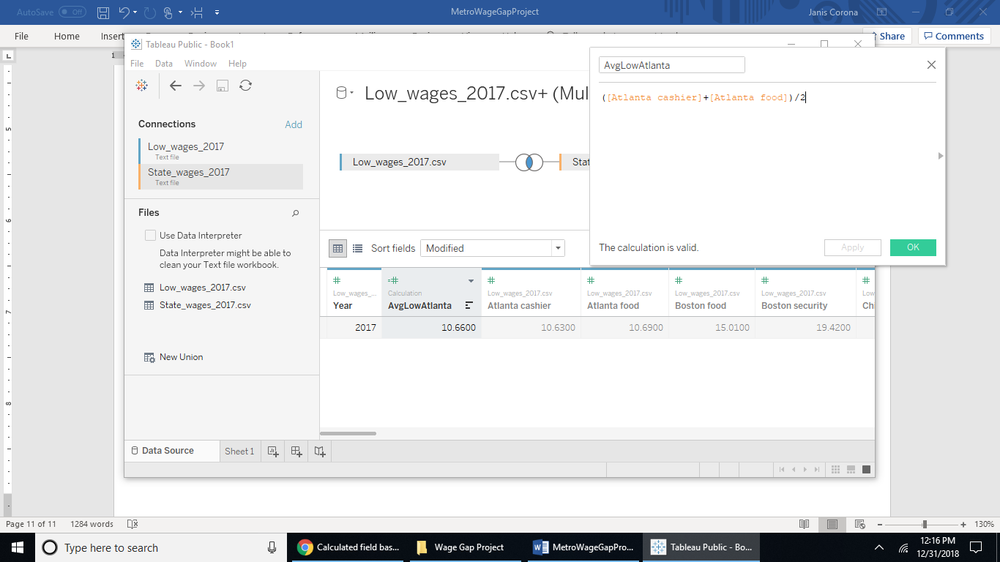 AutoSave Off
MetroWageGapProject
Janis Corona
File Home Insert
Share Comments
Tableau Public - Book1
File Data Window Help
AvgLowAtlanta
([Atlanta cashier]+[Atlanta food])/2
The calculation is valid.
Apply OK
Connections Add
Low_wages_2017
Text file
State_wages_2017
Text file
Files
Use Data Interpreter
Data Interpreter might be able to
clean your Text file workbook.
Low_wages_2017.csv
State_wages_2017.csv
New Union
Low_wages_2017.csv+ (Mul
Low_wages_2017.csv Stat
Sort fields Modified
Low_wages_... Calculation Low_wages_2017.csv Low_wages_2017.csv Low_wages_2017.csv Low_wages_2017.csv Low
Year AvgLowAtlanta Atlanta cashier Atlanta food Boston food Boston security Chi
2017 10.6600 10.6300 10.6900 15.0100 19.4200
Data Source Sheet 1
Page 11 of 11 1284 words 130%
Type here to search
Calculated field bas...
Wage Gap Project
MetroWageGapPro...
Tableau Public - Bo...
12:16 PM
12/31/2018